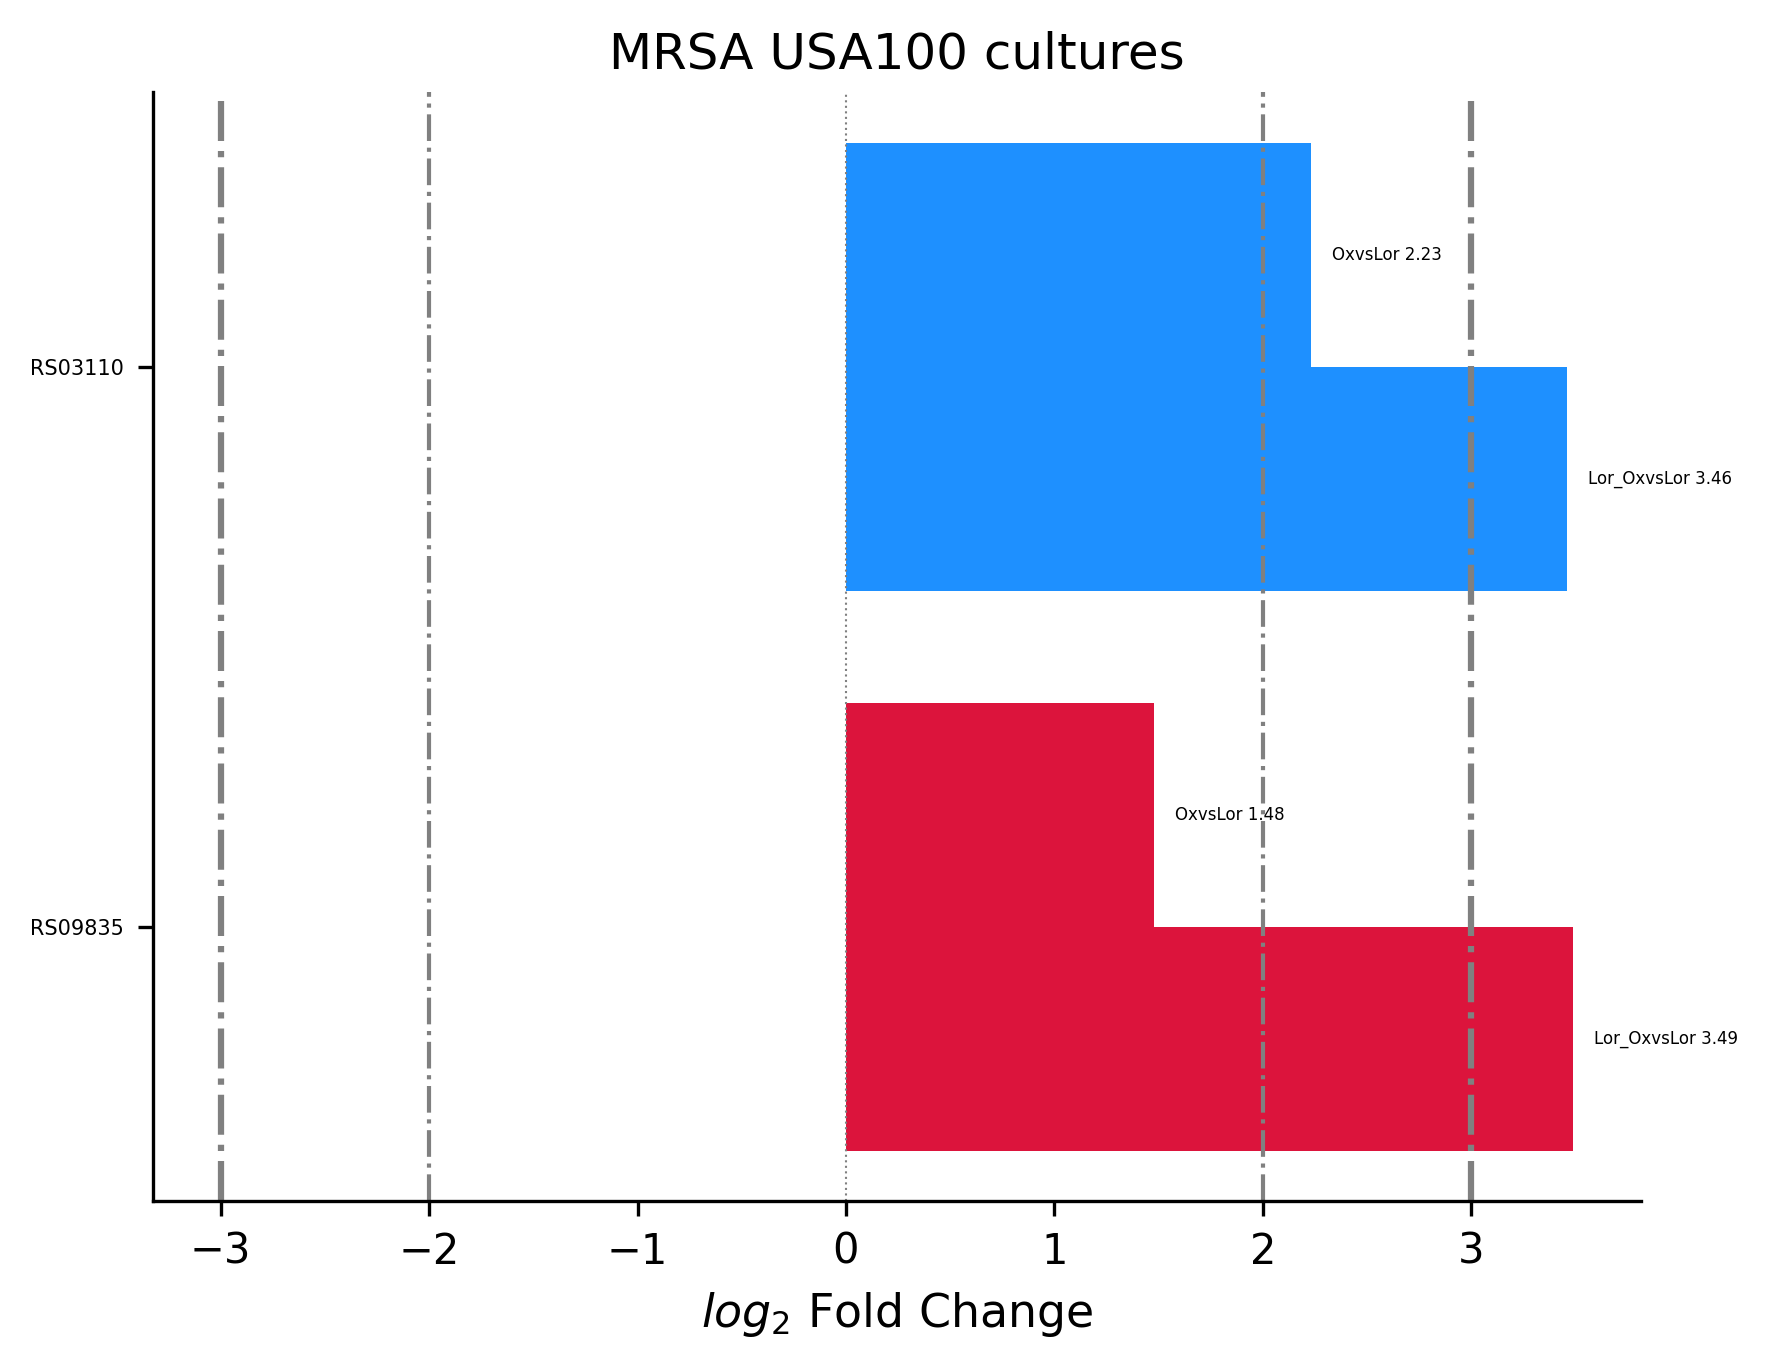 MRSA USA100 cultures
OxvsLor 2.23
RS03110
Lor_OxvsLor 3.46
OxvsLor 1.48
RS09835
Lor_OxvsLor 3.49
−3 −2 −1 0 1 2 3
log₂ Fold Change